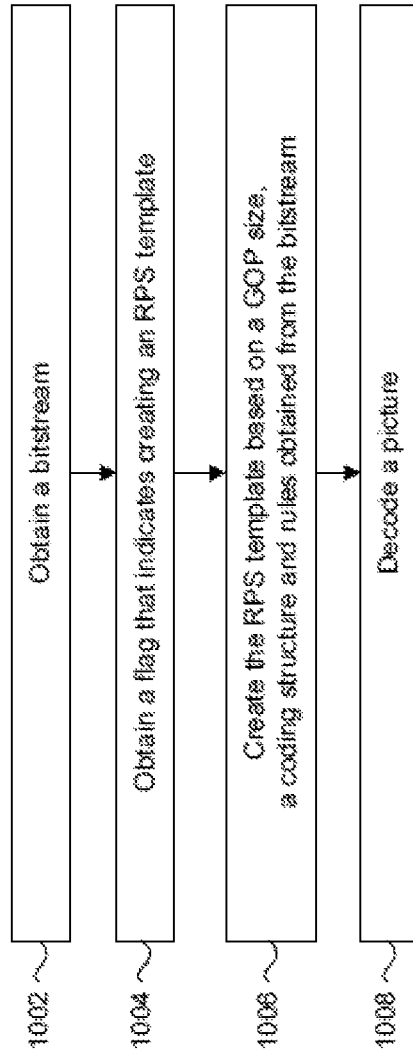 1002
Obtain a bitstream
1004
Obtain a flag that indicates creating an RPS template
1006
Create the RPS template based on a GOP size,
a coding structure and rules obtained from the bitstream
1008
Decode a picture